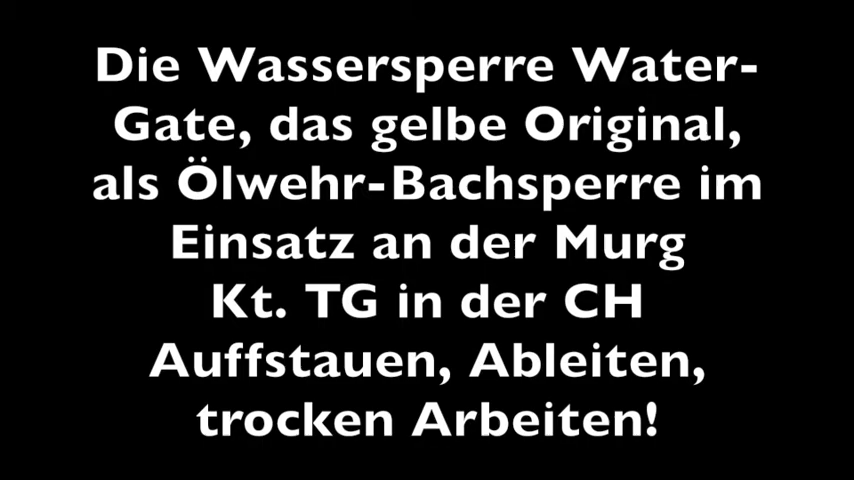 Die Wassersperre Water-
Gate, das gelbe Original,
als Ölwehr-Bachsperre im
Einsatz an der Murg
Kt. TG in der CH
Auffstauen, Ableiten,
trocken Arbeiten!